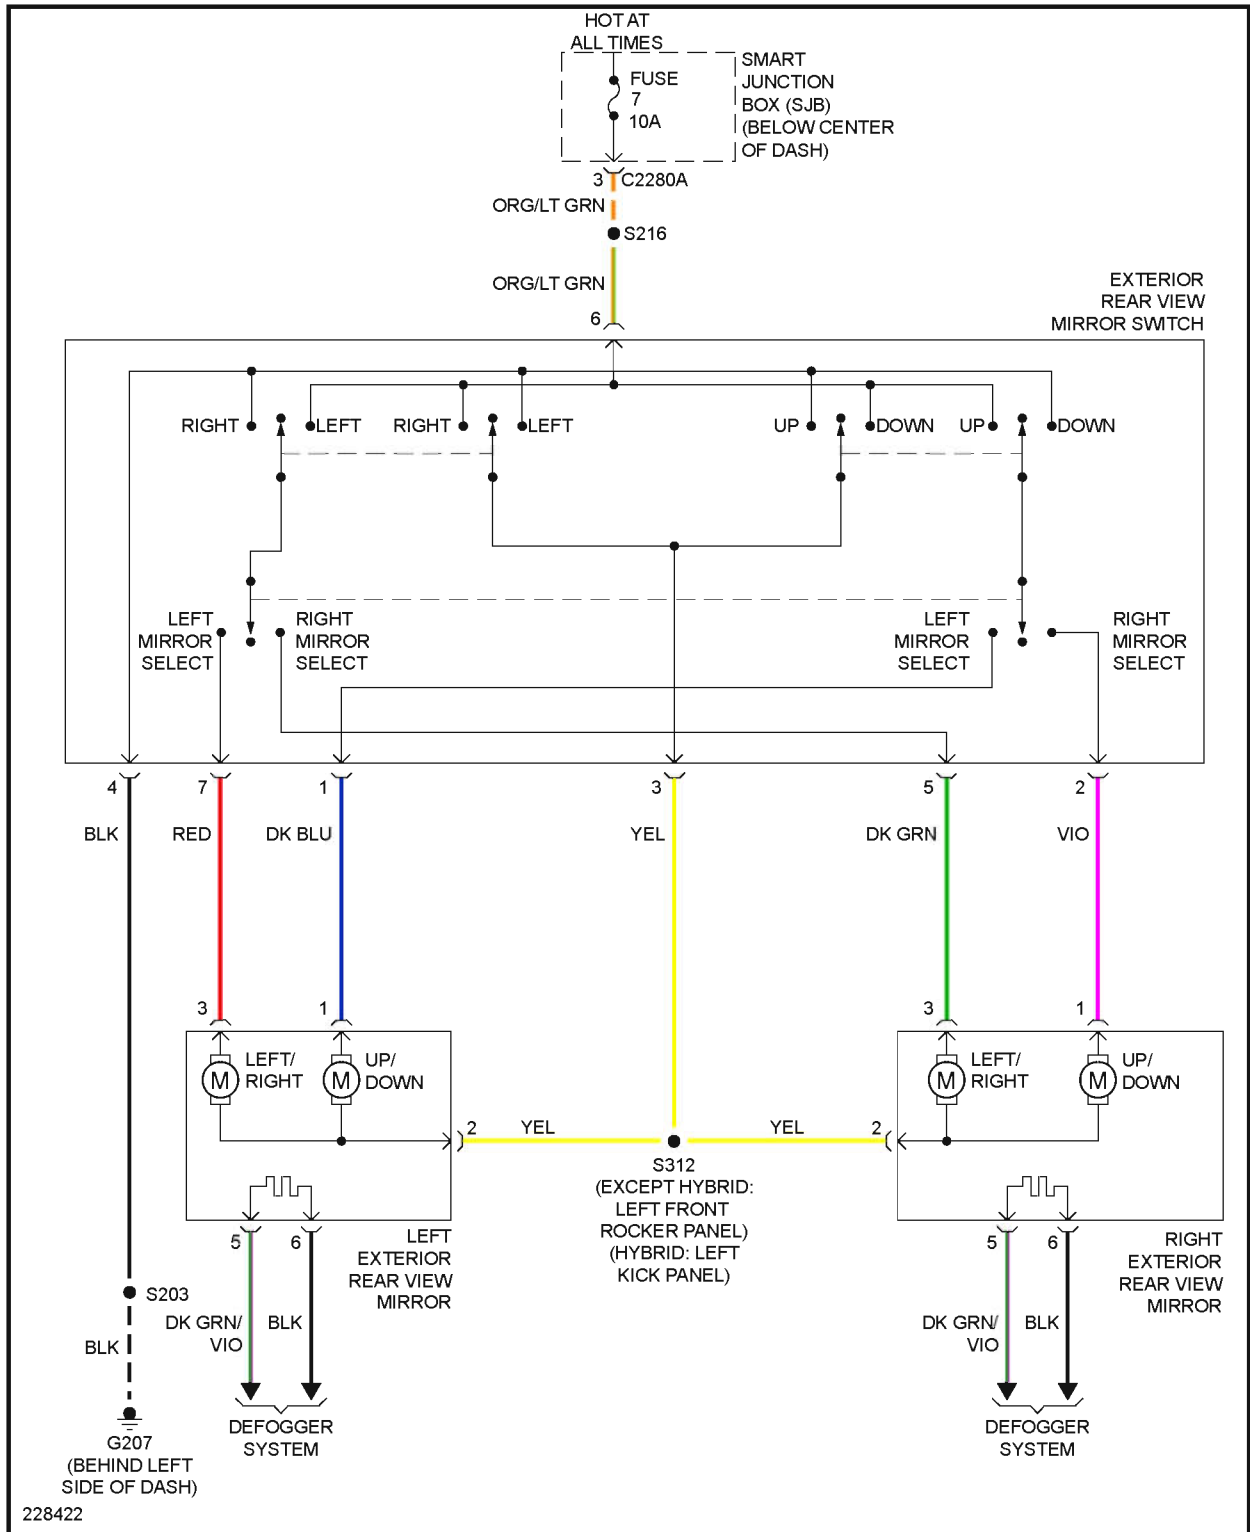 HOT AT
ALL TIMES
FUSE
7
10A
SMART
JUNCTION
BOX (SJB)
(BELOW CENTER
OF DASH)
3 C2280A
ORG/LT GRN
S216
ORG/LT GRN
6
EXTERIOR
REAR VIEW
MIRROR SWITCH
RIGHT LEFT RIGHT LEFT UP DOWN UP DOWN
LEFT
MIRROR
SELECT
RIGHT
MIRROR
SELECT
LEFT
MIRROR
SELECT
RIGHT
MIRROR
SELECT
4 7 1 3 5 2
BLK RED DK BLU YEL DK GRN VIO
3 1 3 1
M LEFT/
RIGHT
M UP/
DOWN
M LEFT/
RIGHT
M UP/
DOWN
2 YEL YEL 2
S312
(EXCEPT HYBRID:
LEFT FRONT
ROCKER PANEL)
(HYBRID: LEFT
KICK PANEL)
5 6
LEFT
EXTERIOR
REAR VIEW
MIRROR
5 6
RIGHT
EXTERIOR
REAR VIEW
MIRROR
S203
BLK
DK GRN/
VIO
BLK
DK GRN/
VIO
BLK
DEFOGGER
SYSTEM
DEFOGGER
SYSTEM
G207
(BEHIND LEFT
SIDE OF DASH)
228422